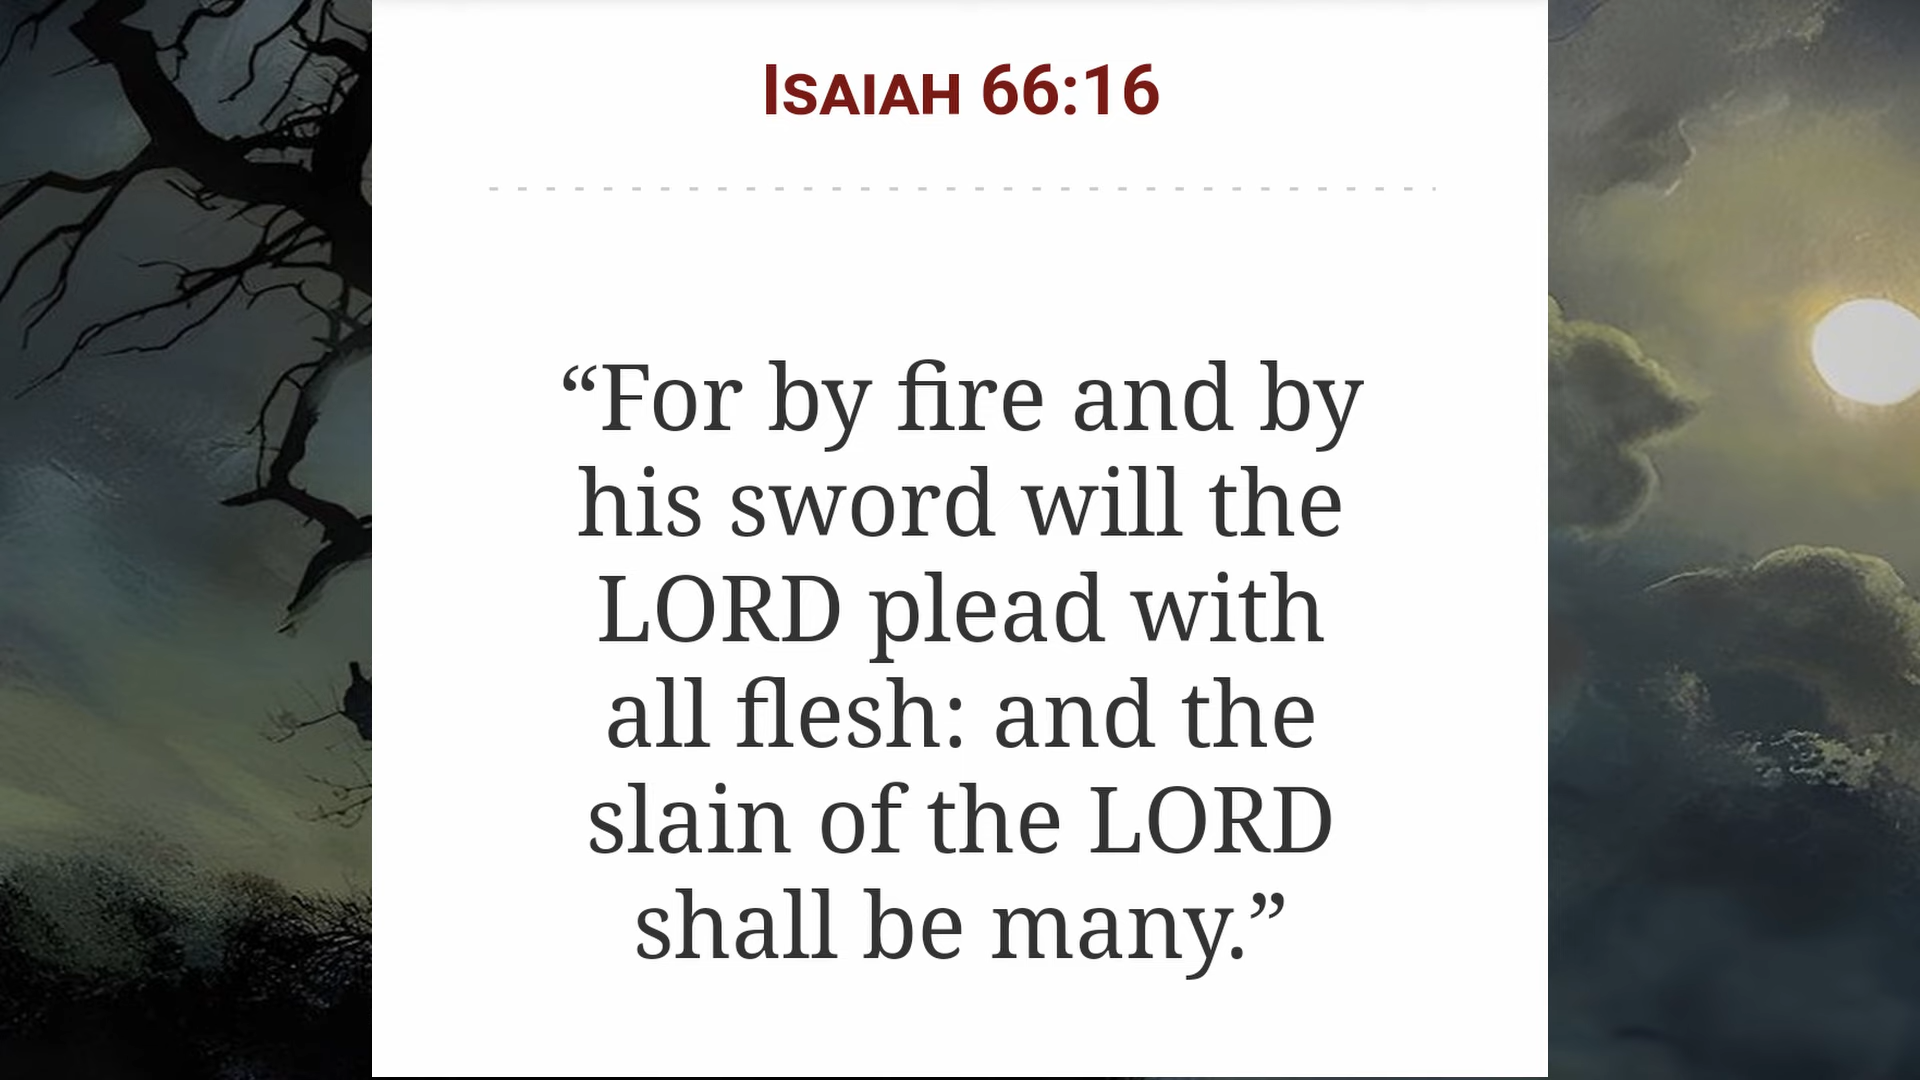 Isaiah 66:16
“For by fire and by
his sword will the
LORD plead with
all flesh: and the
slain of the LORD
shall be many.”